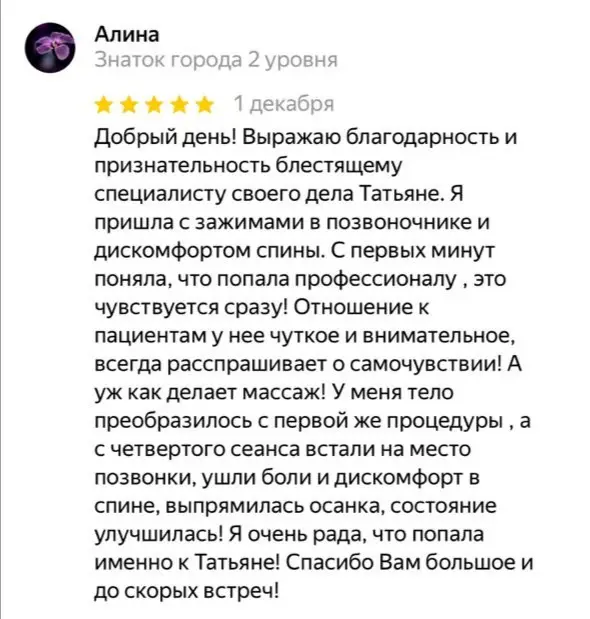 Алина
Знаток города 2 уровня
1 декабря
Добрый день! Выражаю благодарность и
признательность блестящему
специалисту своего дела Татьяне. Я
пришла с зажимами в позвоночнике и
дискомфортом спины. С первых минут
поняла, что попала профессионалу , это
чувствуется сразу! Отношение к
пациентам у нее чуткое и внимательное,
всегда расспрашивает о самочувствии! А
уж как делает массаж! У меня тело
преобразилось с первой же процедуры , а
с четвертого сеанса встали на место
позвонки, ушли боли и дискомфорт в
спине, выпрямилась осанка, состояние
улучшилась! Я очень рада, что попала
именно к Татьяне! Спасибо Вам большое и
до скорых встреч!